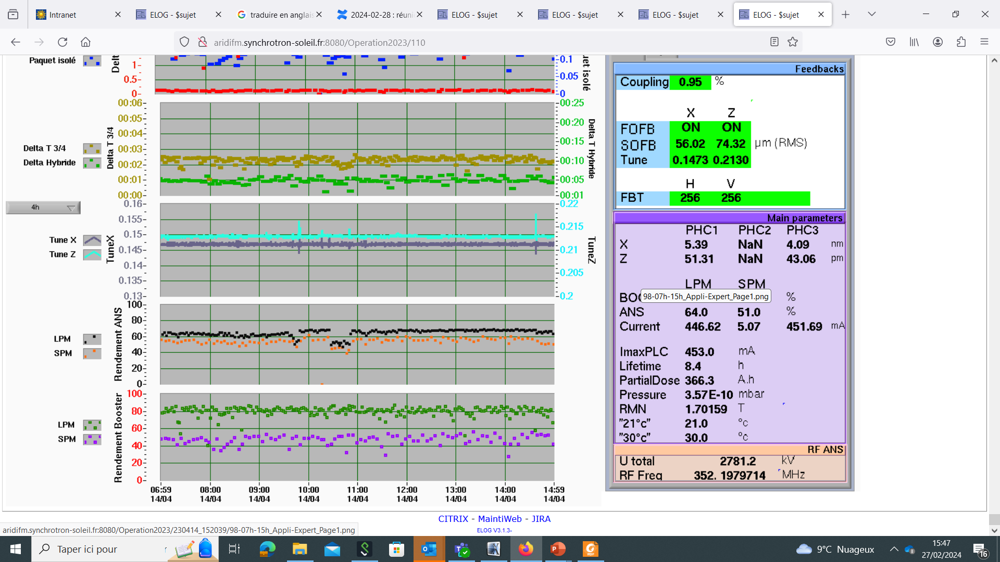 Intranet
ELOG - $sujet
traduire en anglais
2024-02-28 : réuni
ELOG - $sujet
ELOG - $sujet
ELOG - $sujet
ELOG - $sujet
aridifm.synchrotron-soleil.fr:8080/Operation2023/110
Paquet isolé
Delt
1
0.5
0
0.1
0.05
0
uet isolé
Delta T 3/4
Delta Hybride
Delta T 3/4
00:06
00:05
00:04
00:03
00:02
00:01
00:00
00:25
00:20
00:15
00:10
00:05
00:01
Delta T Hybride
4h
Tune X
Tune Z
TuneX
0.16
0.155
0.15
0.145
0.14
0.135
0.13
0.22
0.215
0.21
0.205
0.2
TuneZ
LPM
SPM
Rendement ANS
100
80
60
40
20
0
LPM
SPM
Rendement Booster
100
80
60
40
20
0
06:59 08:00 09:00 10:00 11:00 12:00 13:00 14:00 14:59
14/04 14/04 14/04 14/04 14/04 14/04 14/04 14/04 14/04
Feedbacks
Coupling 0.95 %
X Z
FOFB ON ON
SOFB 56.02 74.32 µm (RMS)
Tune 0.1473 0.2130
H V
FBT 256 256
Main parameters
PHC1 PHC2 PHC3
X 5.39 NaN 4.09 nm
Z 51.31 NaN 43.06 pm
LPM SPM
BOO %
98-07h-15h_Appli-Expert_Page1.png
ANS 64.0 51.0 %
Current 446.62 5.07 451.69 mA
ImaxPLC 453.0 mA
Lifetime 8.4 h
PartialDose 366.3 A.h
Pressure 3.57E-10 mbar
RMN 1.70159 T
"21°c" 21.0 °c
"30°c" 30.0 °c
RF ANS
U total 2781.2 kV
RF Freq 352. 1979714 MHz
CITRIX - MaintiWeb - JIRA
ELOG V3.1.3-
aridifm.synchrotron-soleil.fr:8080/Operation2023/230414_152039/98-07h-15h_Appli-Expert_Page1.png
Taper ici pour r
9°C Nuageux
15:47
27/02/2024
16